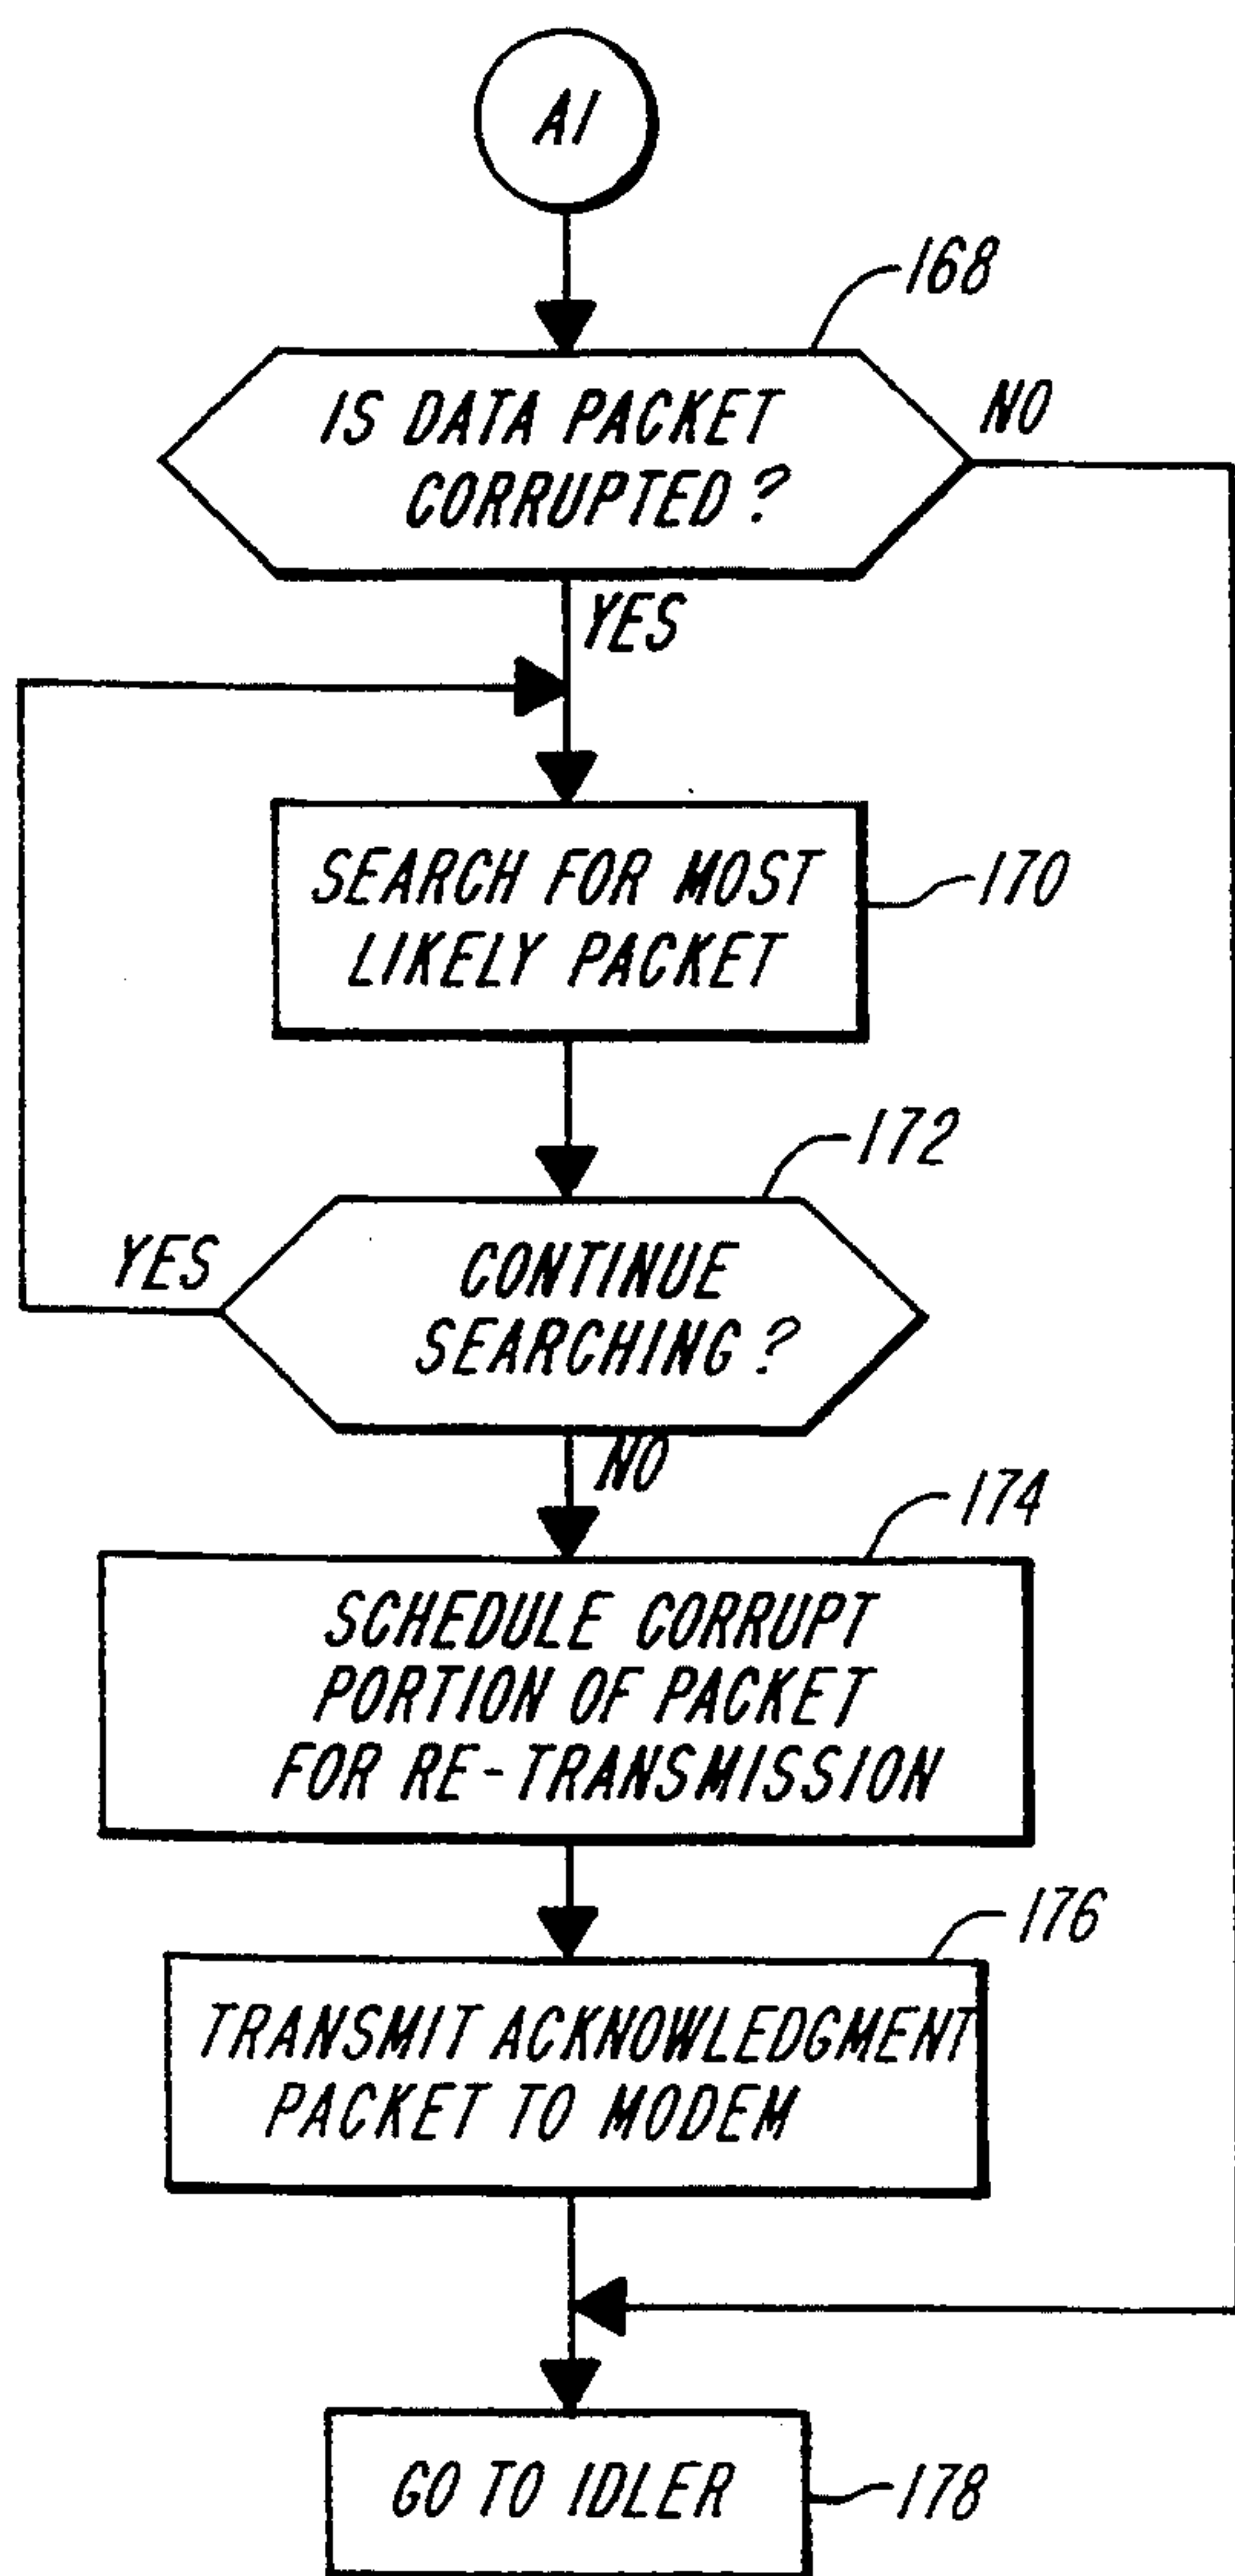 A1
168
IS DATA PACKET
CORRUPTED?
NO
YES
SEARCH FOR MOST
LIKELY PACKET
170
172
YES
CONTINUE
SEARCHING?
NO
174
SCHEDULE CORRUPT
PORTION OF PACKET
FOR RE-TRANSMISSION
176
TRANSMIT ACKNOWLEDGMENT
PACKET TO MODEM
GO TO IDLER
178